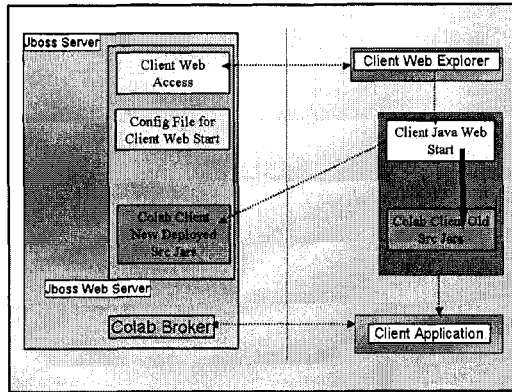 Jboss Server
Client Web
Access
Config File for
Client Web Start
Colab Client
New Deployed
Src Jars
Jboss Web Server
Colab Broker
Client Web Explorer
Client Java Web
Start
Colab Client Old
Src Jars
Client Application